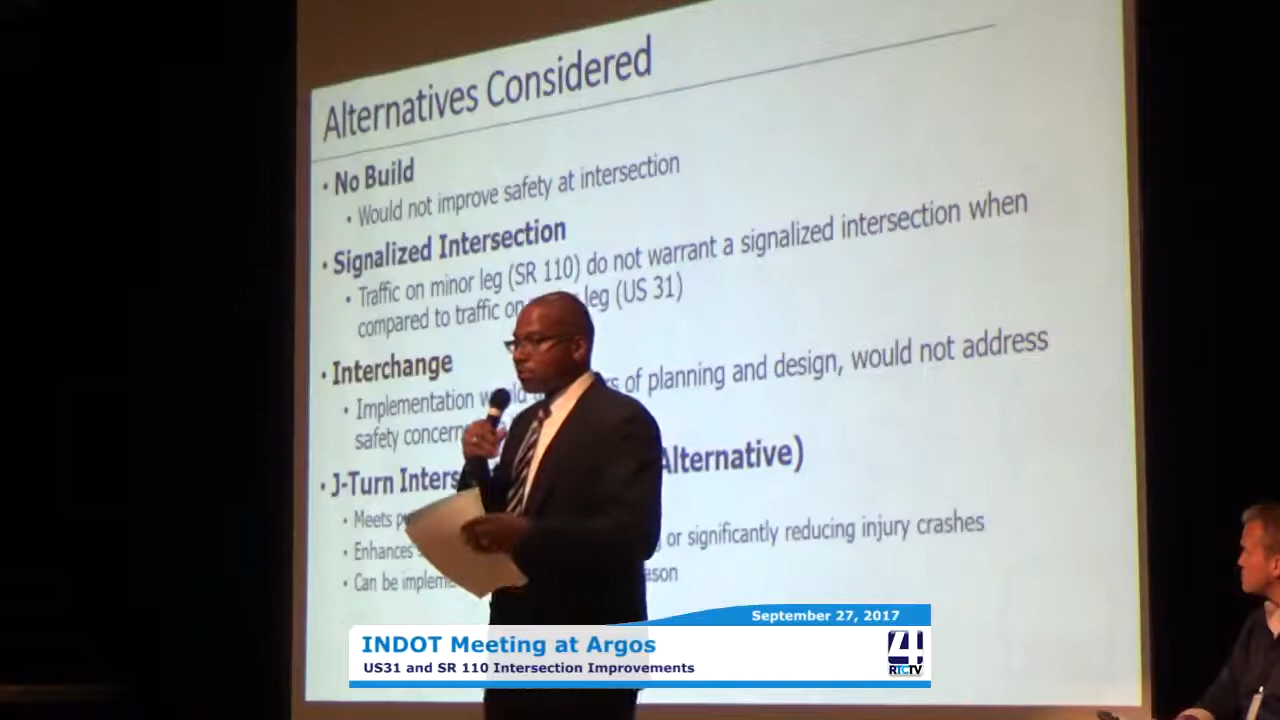 Alternatives Considered
• No Build
• Would not improve safety at intersection
• Signalized Intersection
• Traffic on minor leg (SR 110) do not warrant a signalized intersection when
compared to traffic on leg (US 31)
• Interchange
• Implementation of planning and design, would not address
safety concern
• J-Turn Alternative)
• Meets
• Enhances or significantly reducing injury crashes
• Can be
September 27, 2017
INDOT Meeting at Argos
US31 and SR 110 Intersection Improvements
4
RTCTV